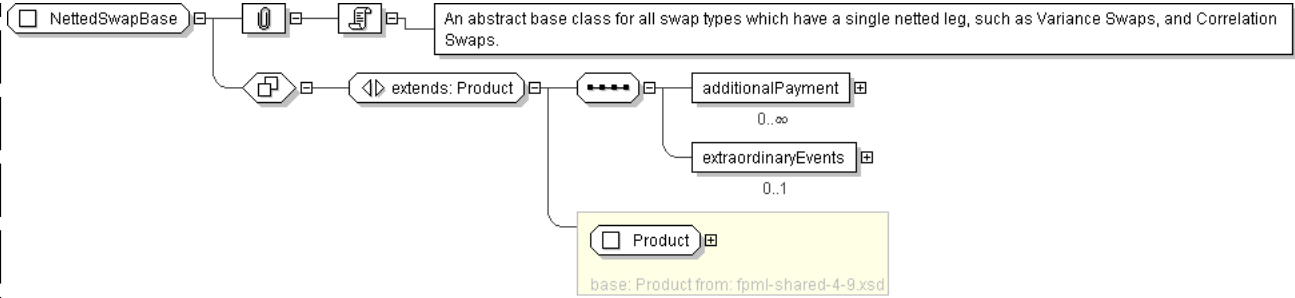 NettedSwapBase
An abstract base class for all swap types which have a single netted leg, such as Variance Swaps, and Correlation
Swaps.
extends: Product
additionalPayment
0..∞
extraordinaryEvents
0..1
Product
base: Product from: fpml-shared-4-9.xsd